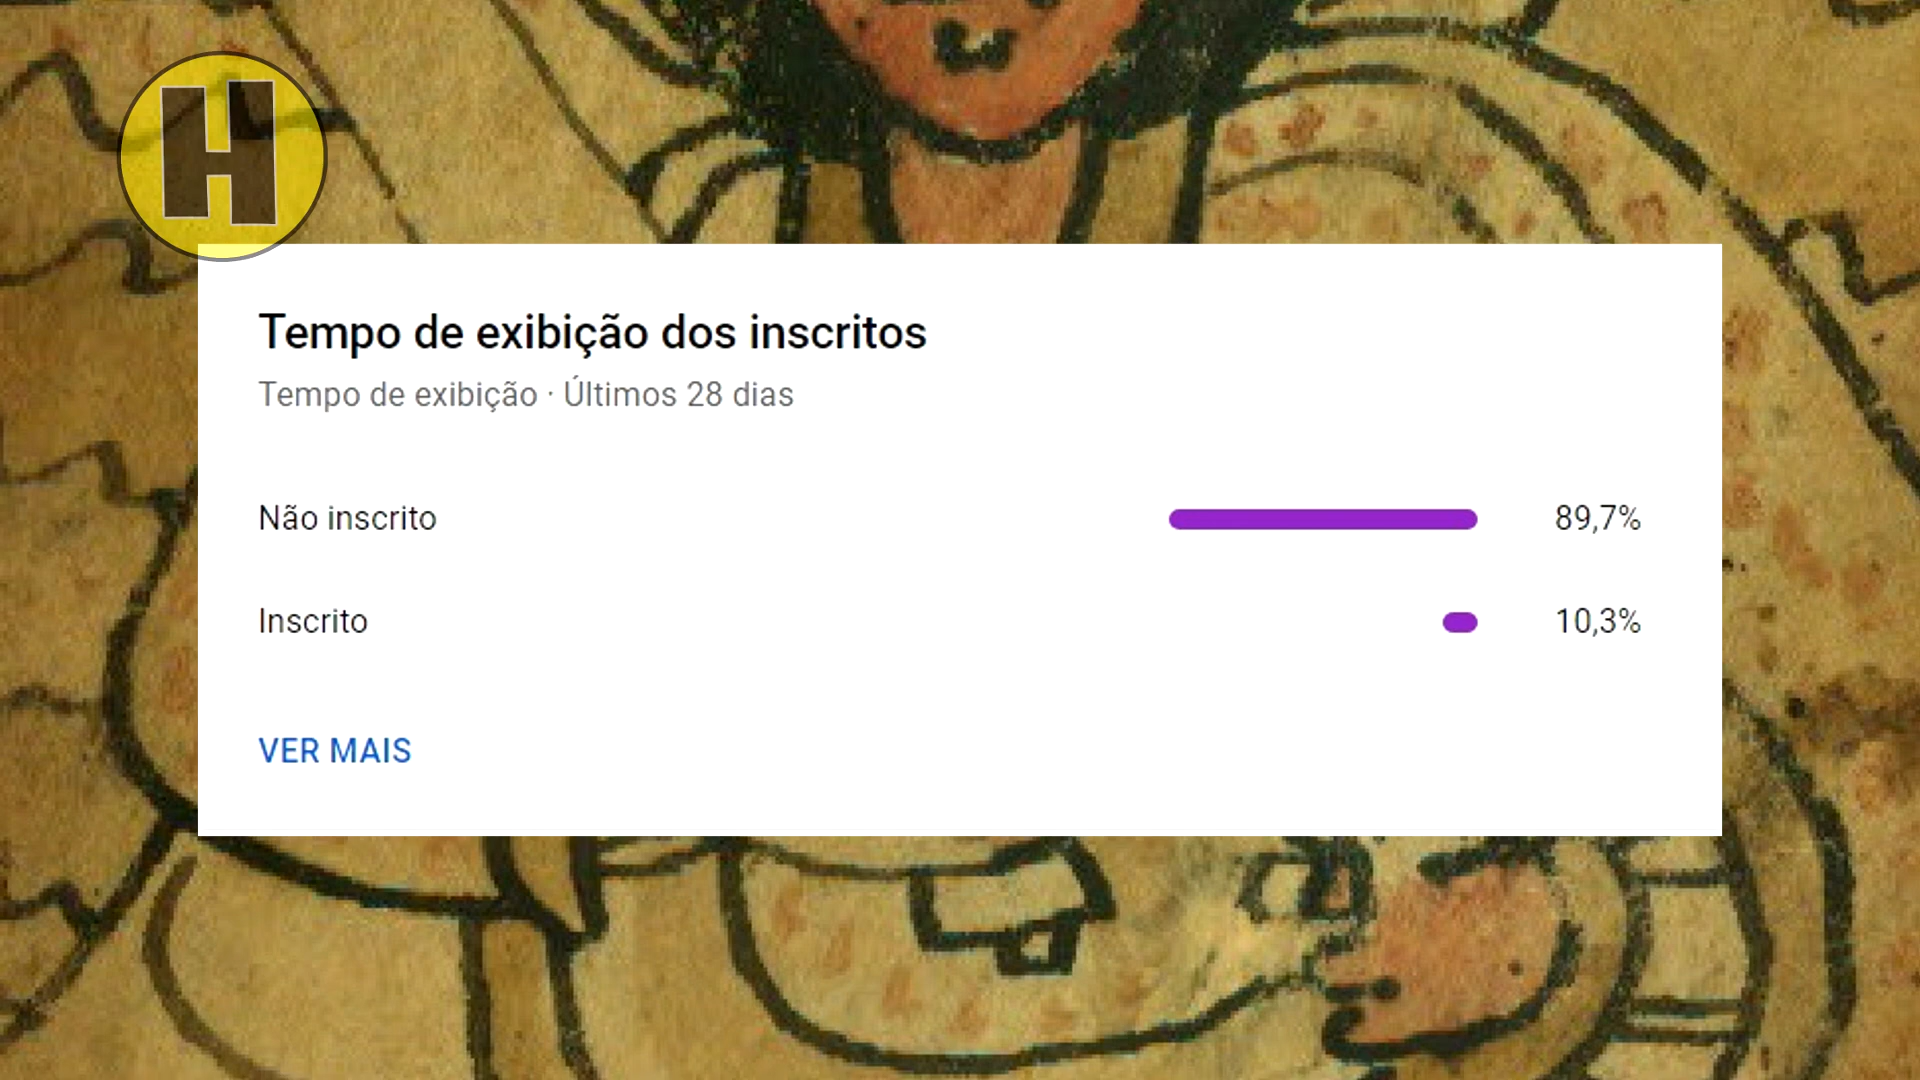 H
Tempo de exibição dos inscritos
Tempo de exibição · Últimos 28 dias
Não inscrito 89,7%
Inscrito 10,3%
VER MAIS